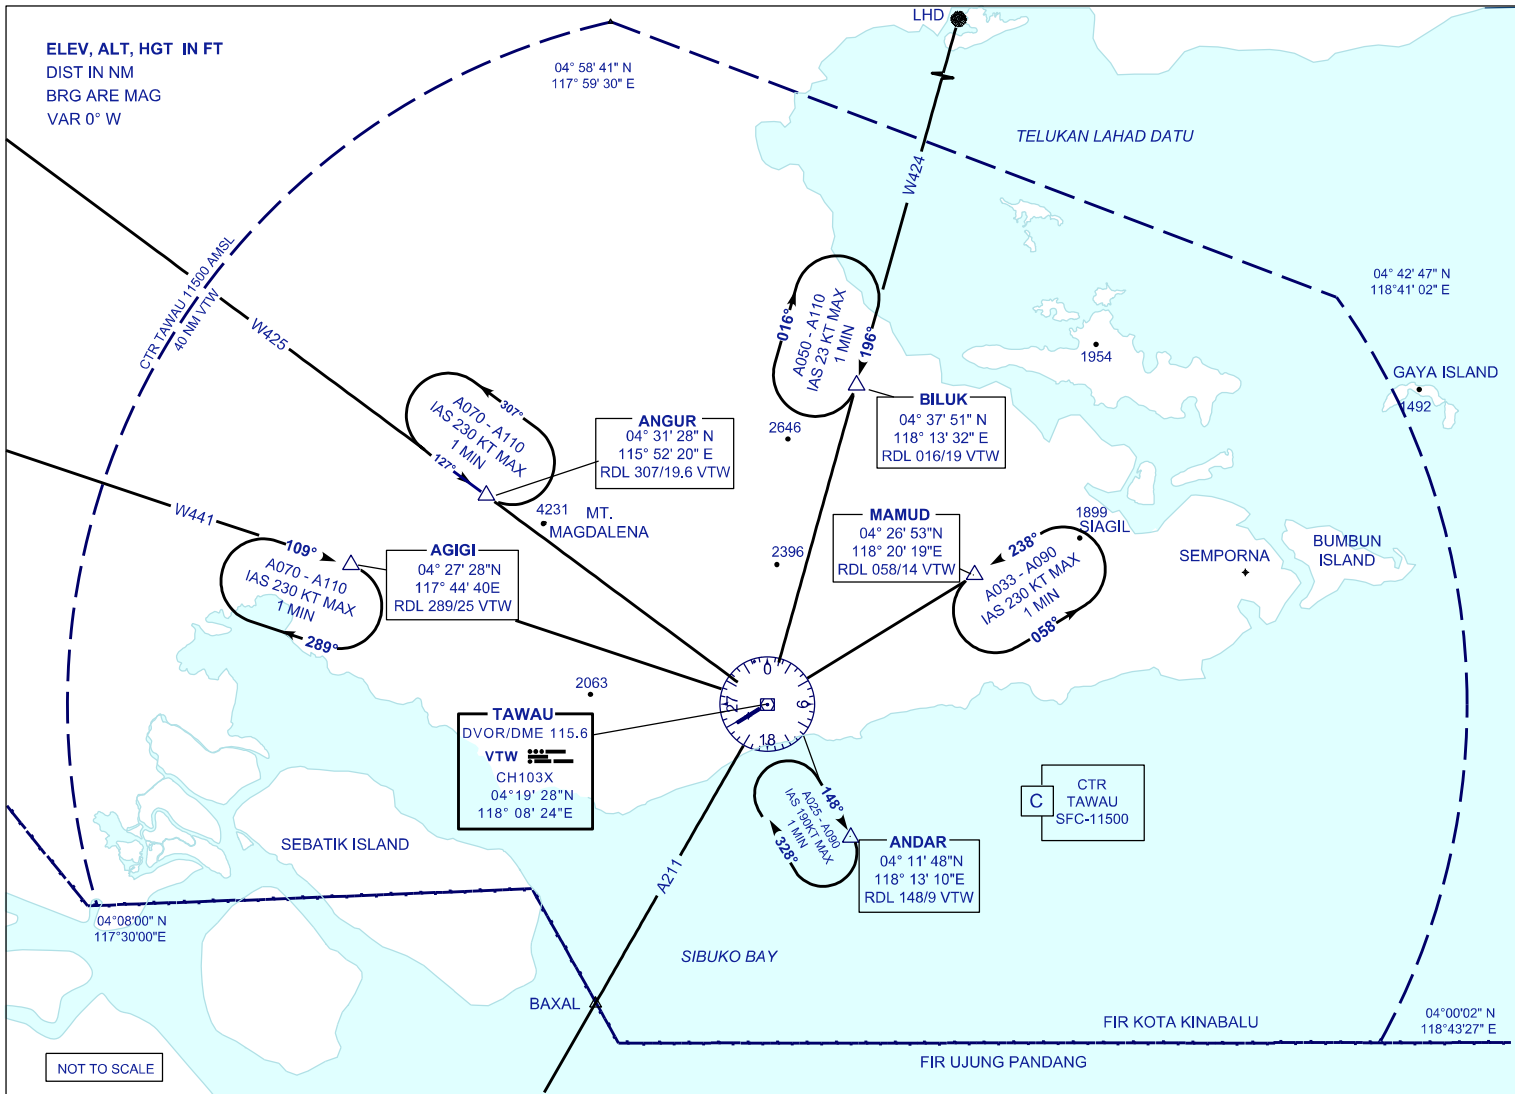 LHD
ELEV, ALT, HGT IN FT
DIST IN NM
BRG ARE MAG
VAR 0° W
04° 58' 41" N
117° 59' 30" E
TELUKAN LAHAD DATU
W424
CTR TAWAU 11500 AMSL
40 NM VTW
W425
04° 42' 47" N
118°41' 02" E
016°
A050 - A110
IAS 23 KT MAX
1 MIN
196°
1954
GAYA ISLAND
1492
BILUK
04° 37' 51" N
118° 13' 32" E
RDL 016/19 VTW
2646
307°
A070 - A110
IAS 230 KT MAX
1 MIN
127°
ANGUR
04° 31' 28" N
115° 52' 20" E
RDL 307/19.6 VTW
W441
4231
MT.
MAGDALENA
MAMUD
04° 26' 53"N
118° 20' 19"E
RDL 058/14 VTW
1899
SIAGIL
238°
A033 - A090
IAS 230 KT MAX
1 MIN
058°
SEMPORNA
BUMBUN
ISLAND
2396
109°
A070 - A110
IAS 230 KT MAX
1 MIN
289°
AGIGI
04° 27' 28"N
117° 44' 40E
RDL 289/25 VTW
2063
0
9
18
27
TAWAU
DVOR/DME 115.6
VTW
CH103X
04°19' 28"N
118° 08' 24"E
148°
A025 - A090
IAS 190KT MAX
1 MIN
328°
C
CTR
TAWAU
SFC-11500
ANDAR
04° 11' 48"N
118° 13' 10"E
RDL 148/9 VTW
SEBATIK ISLAND
A211
04°08'00" N
117°30'00"E
SIBUKO BAY
BAXAL
FIR KOTA KINABALU
04°00'02" N
118°43'27" E
FIR UJUNG PANDANG
NOT TO SCALE